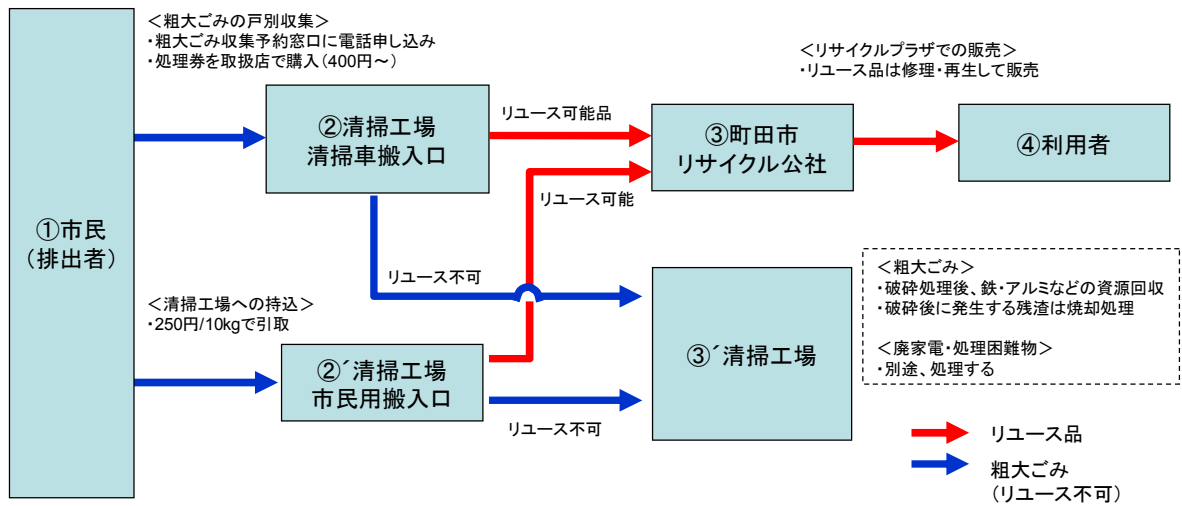 ＜粗大ごみの戸別収集＞
・粗大ごみ収集予約窓口に電話申し込み
・処理券を取扱店で購入（400円～）
＜リサイクルプラザでの販売＞
・リユース品は修理・再生して販売
①市民
（排出者）
②清掃工場
清掃車搬入口
リユース可能品
③町田市
リサイクル公社
④利用者
リユース可能
リユース不可
＜清掃工場への持込＞
・250円/10kgで引取
②´清掃工場
市民用搬入口
リユース不可
③´清掃工場
＜粗大ごみ＞
・破砕処理後、鉄・アルミなどの資源回収
・破砕後に発生する残渣は焼却処理
＜廃家電・処理困難物＞
・別途、処理する
リユース品
粗大ごみ
（リユース不可）